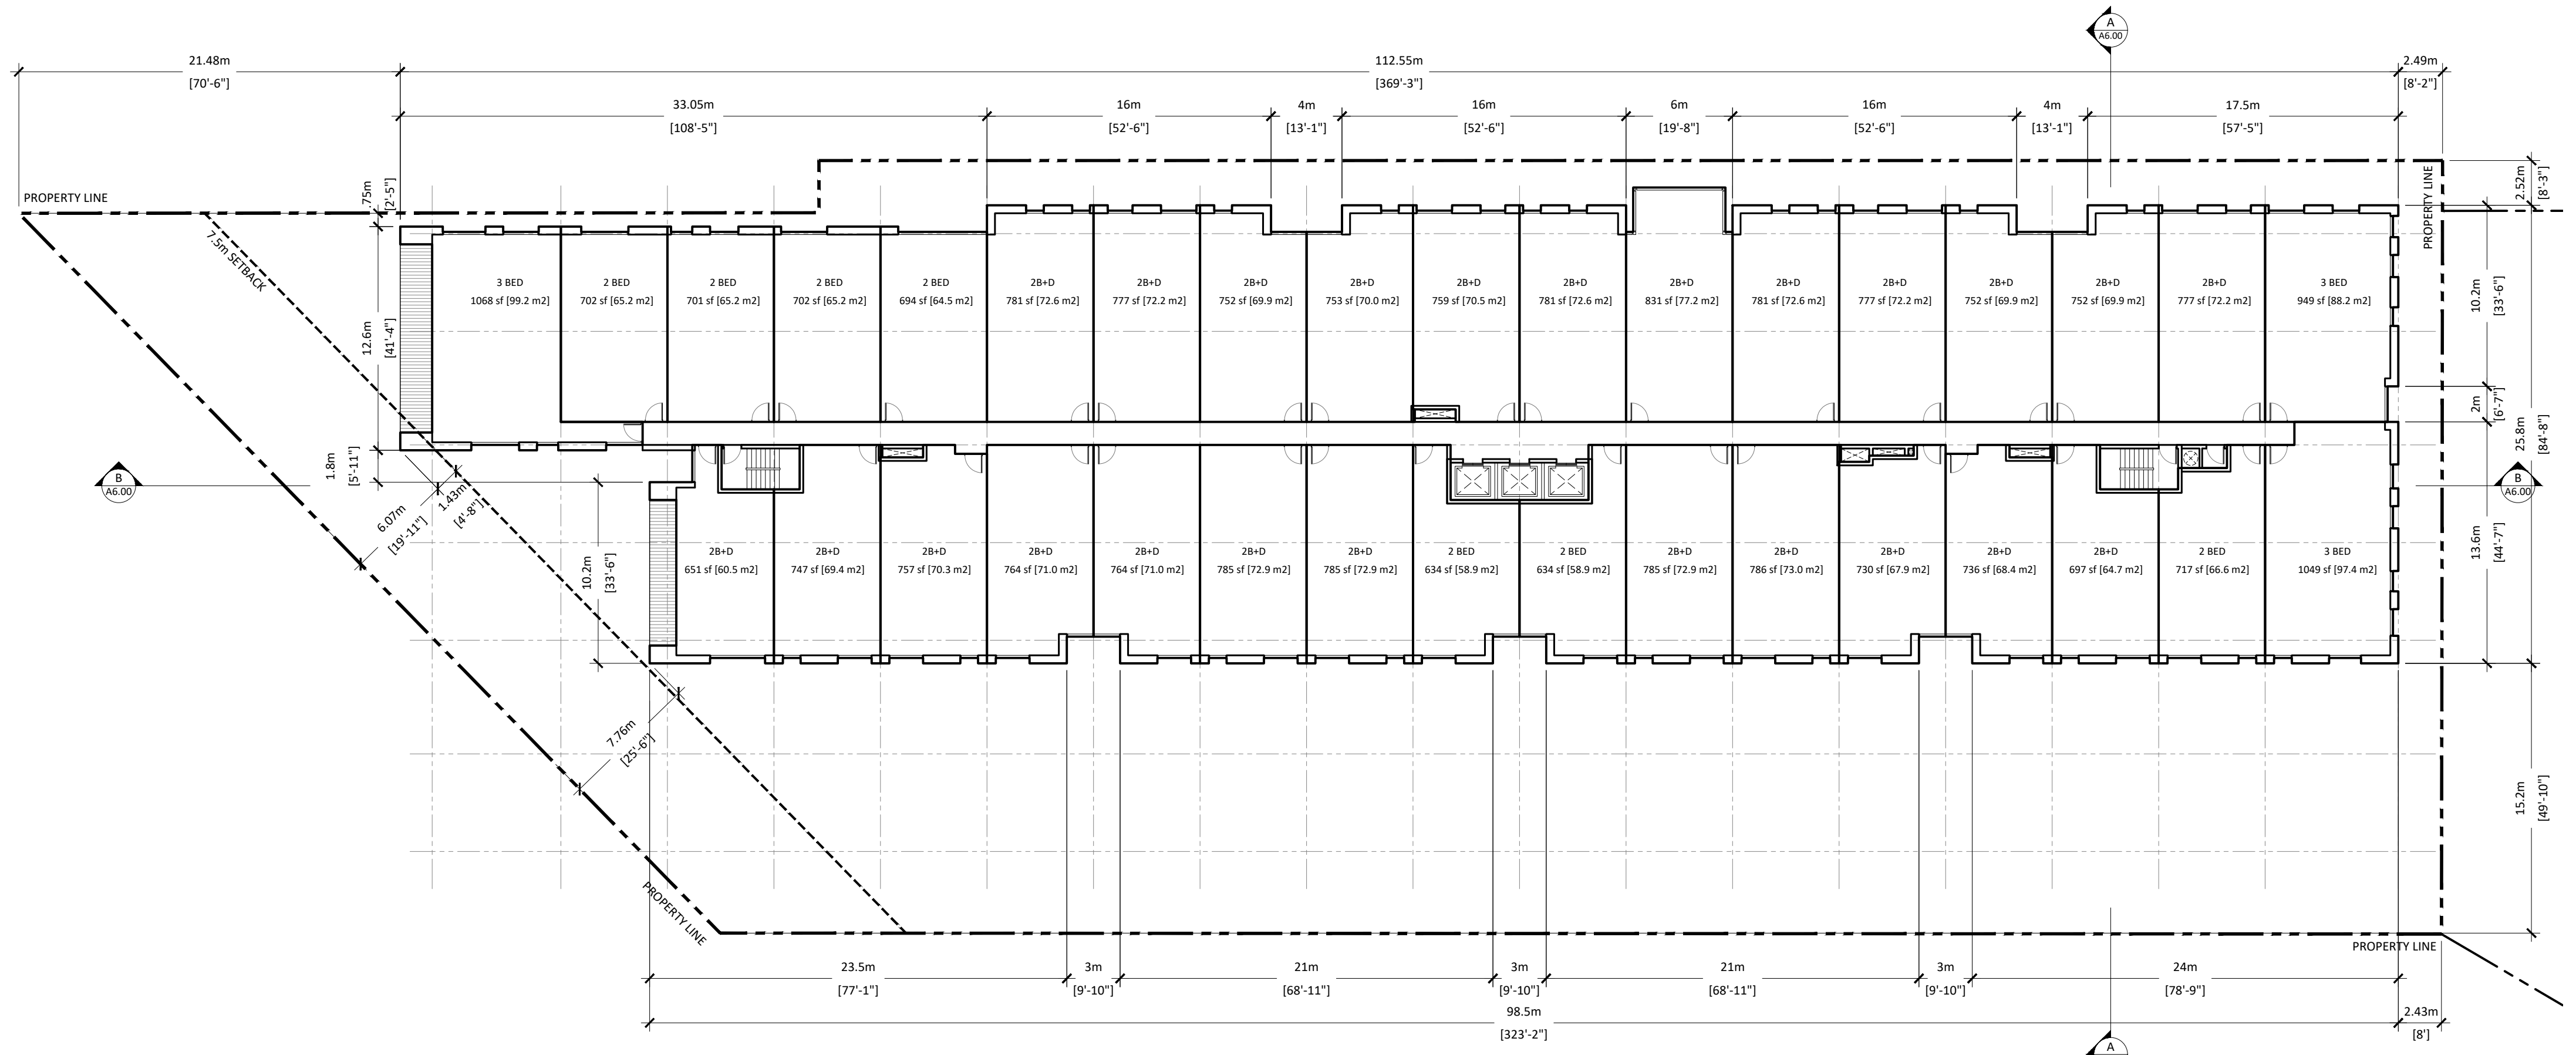 A
A6.00
21.48m
[70'-6"]
112.55m
[369'-3"]
2.49m
[8'-2"]
33.05m
[108'-5"]
16m
[52'-6"]
4m
[13'-1"]
16m
[52'-6"]
6m
[19'-8"]
16m
[52'-6"]
4m
[13'-1"]
17.5m
[57'-5"]
PROPERTY LINE
.75m
[2'-5"]
PROPERTY LINE
2.52m
[8'-3"]
7.5m SETBACK
3 BED
1068 sf [99.2 m2]
2 BED
702 sf [65.2 m2]
2 BED
701 sf [65.2 m2]
2 BED
702 sf [65.2 m2]
2 BED
694 sf [64.5 m2]
2B+D
781 sf [72.6 m2]
2B+D
777 sf [72.2 m2]
2B+D
752 sf [69.9 m2]
2B+D
753 sf [70.0 m2]
2B+D
759 sf [70.5 m2]
2B+D
781 sf [72.6 m2]
2B+D
831 sf [77.2 m2]
2B+D
781 sf [72.6 m2]
2B+D
777 sf [72.2 m2]
2B+D
752 sf [69.9 m2]
2B+D
752 sf [69.9 m2]
2B+D
777 sf [72.2 m2]
3 BED
949 sf [88.2 m2]
10.2m
[33'-6"]
12.6m
[41'-4"]
2m
[6'-7"]
25.8m
[84'-8"]
1.8m
[5'-11"]
B
A6.00
B
A6.00
1.43m
[4'-8"]
6.07m
[19'-11"]
10.2m
[33'-6"]
2B+D
651 sf [60.5 m2]
2B+D
747 sf [69.4 m2]
2B+D
757 sf [70.3 m2]
2B+D
764 sf [71.0 m2]
2B+D
764 sf [71.0 m2]
2B+D
785 sf [72.9 m2]
2B+D
785 sf [72.9 m2]
2 BED
634 sf [58.9 m2]
2 BED
634 sf [58.9 m2]
2B+D
785 sf [72.9 m2]
2B+D
786 sf [73.0 m2]
2B+D
730 sf [67.9 m2]
2B+D
736 sf [68.4 m2]
2B+D
697 sf [64.7 m2]
2 BED
717 sf [66.6 m2]
3 BED
1049 sf [97.4 m2]
13.6m
[44'-7"]
7.76m
[25'-6"]
15.2m
[49'-10"]
PROPERTY LINE
PROPERTY LINE
23.5m
[77'-1"]
3m
[9'-10"]
21m
[68'-11"]
3m
[9'-10"]
21m
[68'-11"]
3m
[9'-10"]
24m
[78'-9"]
98.5m
[323'-2"]
2.43m
[8']
A